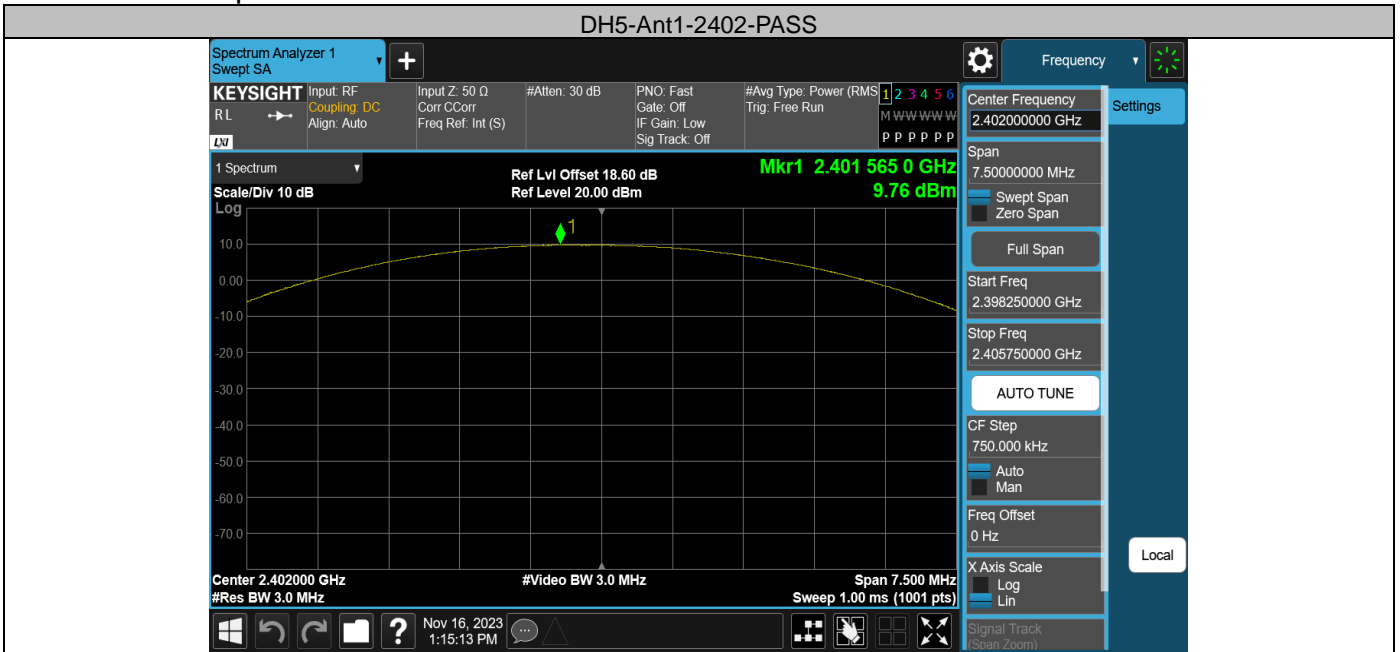 DH5-Ant1-2402-PASS
Spectrum Analyzer 1
Swept SA
Frequency
KEYSIGHT
RL
LXI
Input: RF
Coupling: DC
Align: Auto
Input Z: 50 Ω
Corr CCorr
Freq Ref: Int (S)
#Atten: 30 dB
PNO: Fast
Gate: Off
IF Gain: Low
Sig Track: Off
#Avg Type: Power (RMS
Trig: Free Run
1 2 3 4 5 6
M W W W W W
P P P P P P
1 Spectrum
Scale/Div 10 dB
Log
Ref Lvl Offset 18.60 dB
Ref Level 20.00 dBm
Mkr1 2.401 565 0 GHz
9.76 dBm
1
10.0
0.00
-10.0
-20.0
-30.0
-40.0
-50.0
-60.0
-70.0
Center 2.402000 GHz
#Res BW 3.0 MHz
#Video BW 3.0 MHz
Span 7.500 MHz
Sweep 1.00 ms (1001 pts)
Center Frequency
2.402000000 GHz
Settings
Span
7.50000000 MHz
Swept Span
Zero Span
Full Span
Start Freq
2.398250000 GHz
Stop Freq
2.405750000 GHz
AUTO TUNE
CF Step
750.000 kHz
Auto
Man
Freq Offset
0 Hz
Local
X Axis Scale
Log
Lin
Signal Track
(Span Zoom)
?
Nov 16, 2023
1:15:13 PM